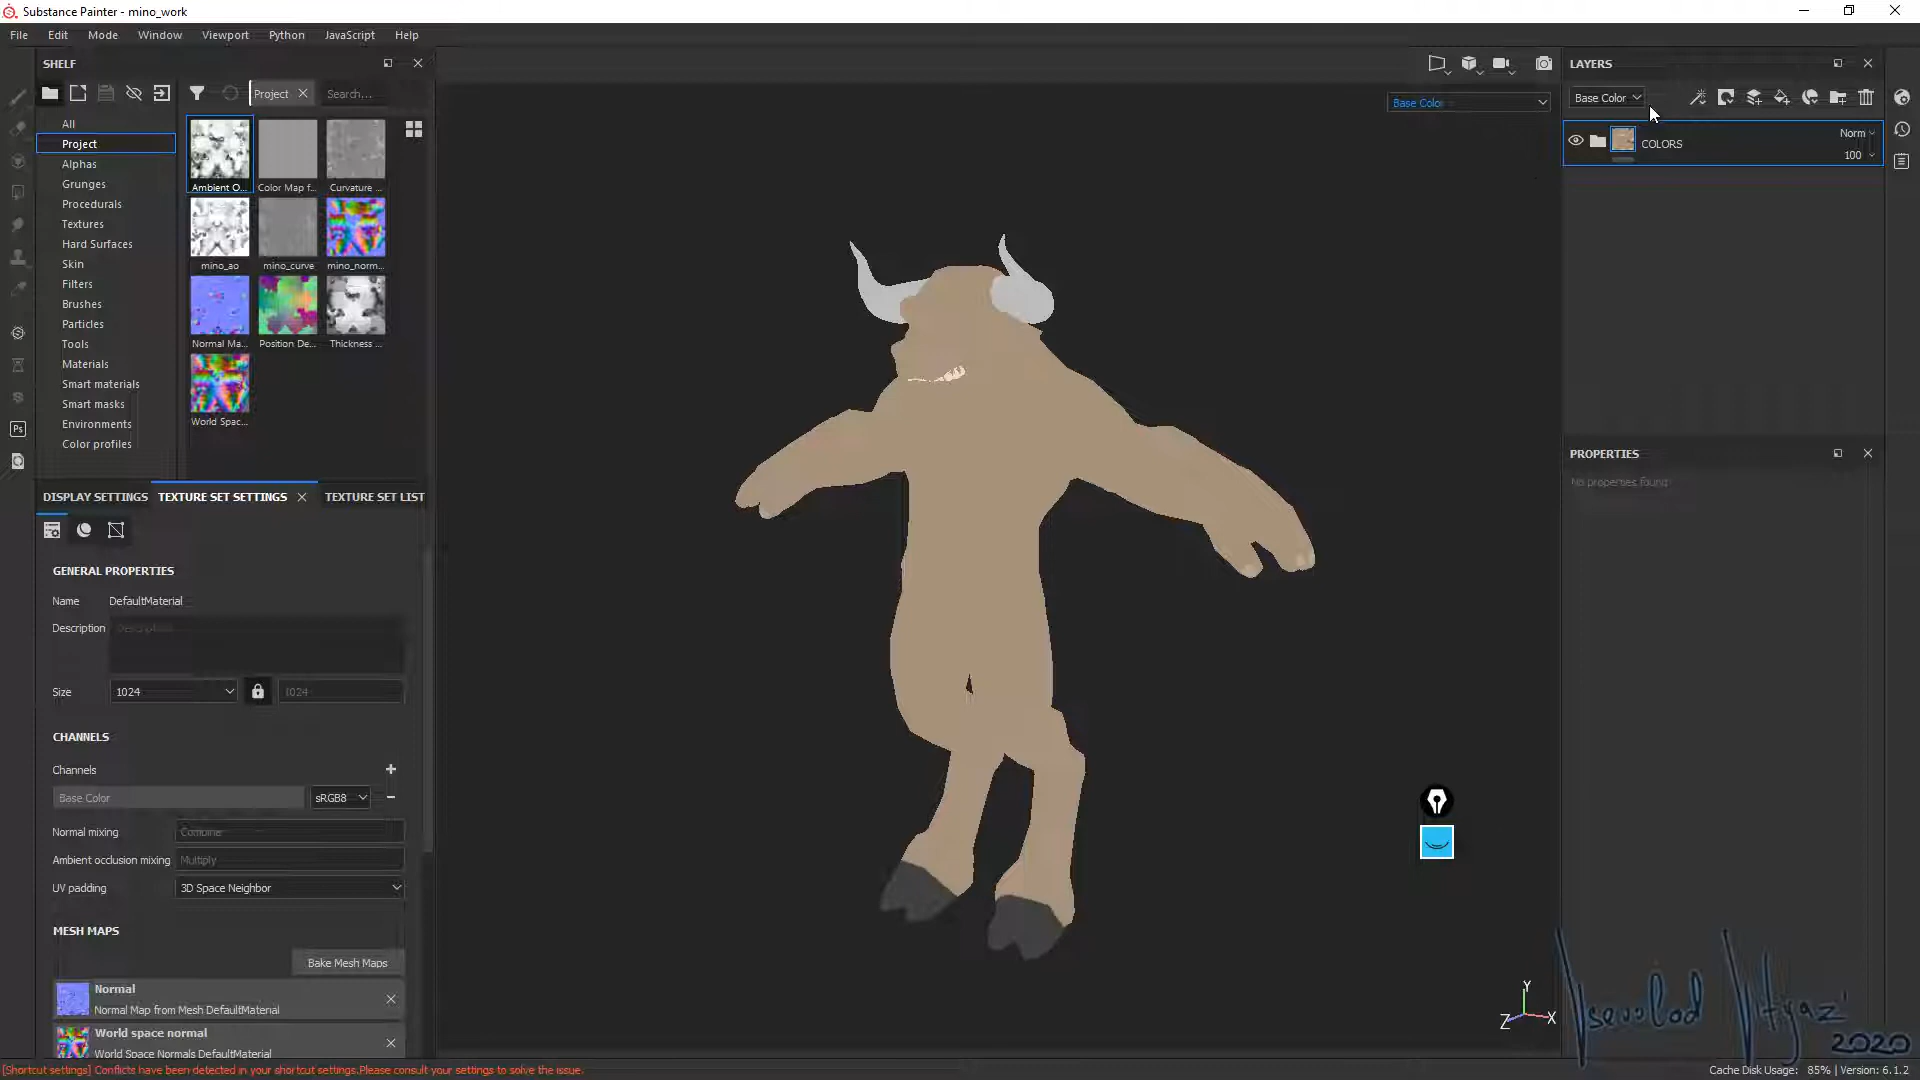 Substance Painter - mino_work
File Edit Mode Window Viewport Python JavaScript Help
SHELF
Project
Search...
All
Project
Alphas
Grunges
Procedurals
Textures
Hard Surfaces
Skin
Filters
Brushes
Particles
Tools
Materials
Smart materials
Smart masks
Environments
Color profiles
Ambient O... Color Map f... Curvature ...
mino_ao mino_curve mino_norm...
Normal Ma... Position De... Thickness ...
World Spac...
Ps
DISPLAY SETTINGS TEXTURE SET SETTINGS TEXTURE SET LIST
GENERAL PROPERTIES
Name DefaultMaterial
Description Description
Size 1024 1024
CHANNELS
Channels
Base Color sRGB8
Normal mixing Combine
Ambient occlusion mixing Multiply
UV padding 3D Space Neighbor
MESH MAPS
Bake Mesh Maps
Normal
Normal Map from Mesh DefaultMaterial
World space normal
World Space Normals DefaultMaterial
Base Color
Y
Z X
LAYERS
Base Color
COLORS
Norm
100
PROPERTIES
No properties found
2020
[Shortcut settings] Conflicts have been detected in your shortcut settings.Please consult your settings to solve the issue.
Cache Disk Usage: 85% | Version: 6.1.2